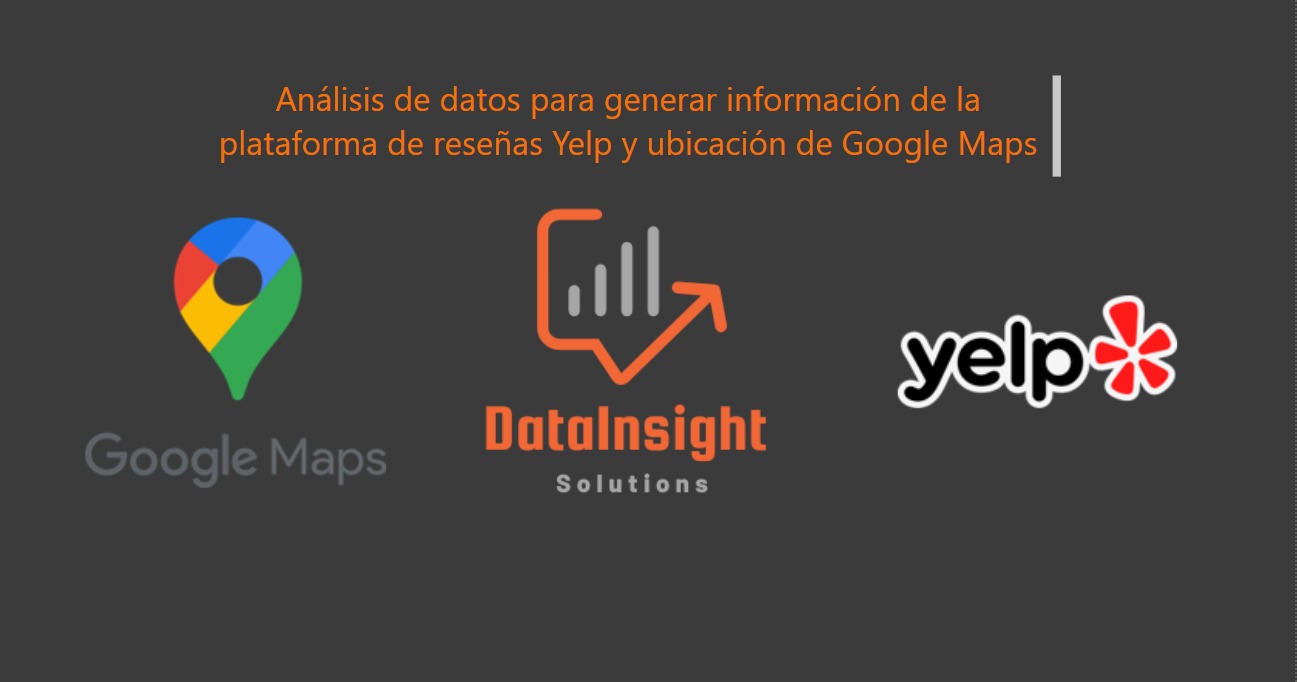 Análisis de datos para generar información de la
plataforma de reseñas Yelp y ubicación de Google Maps
Google Maps
DataInsight
Solutions
yelp